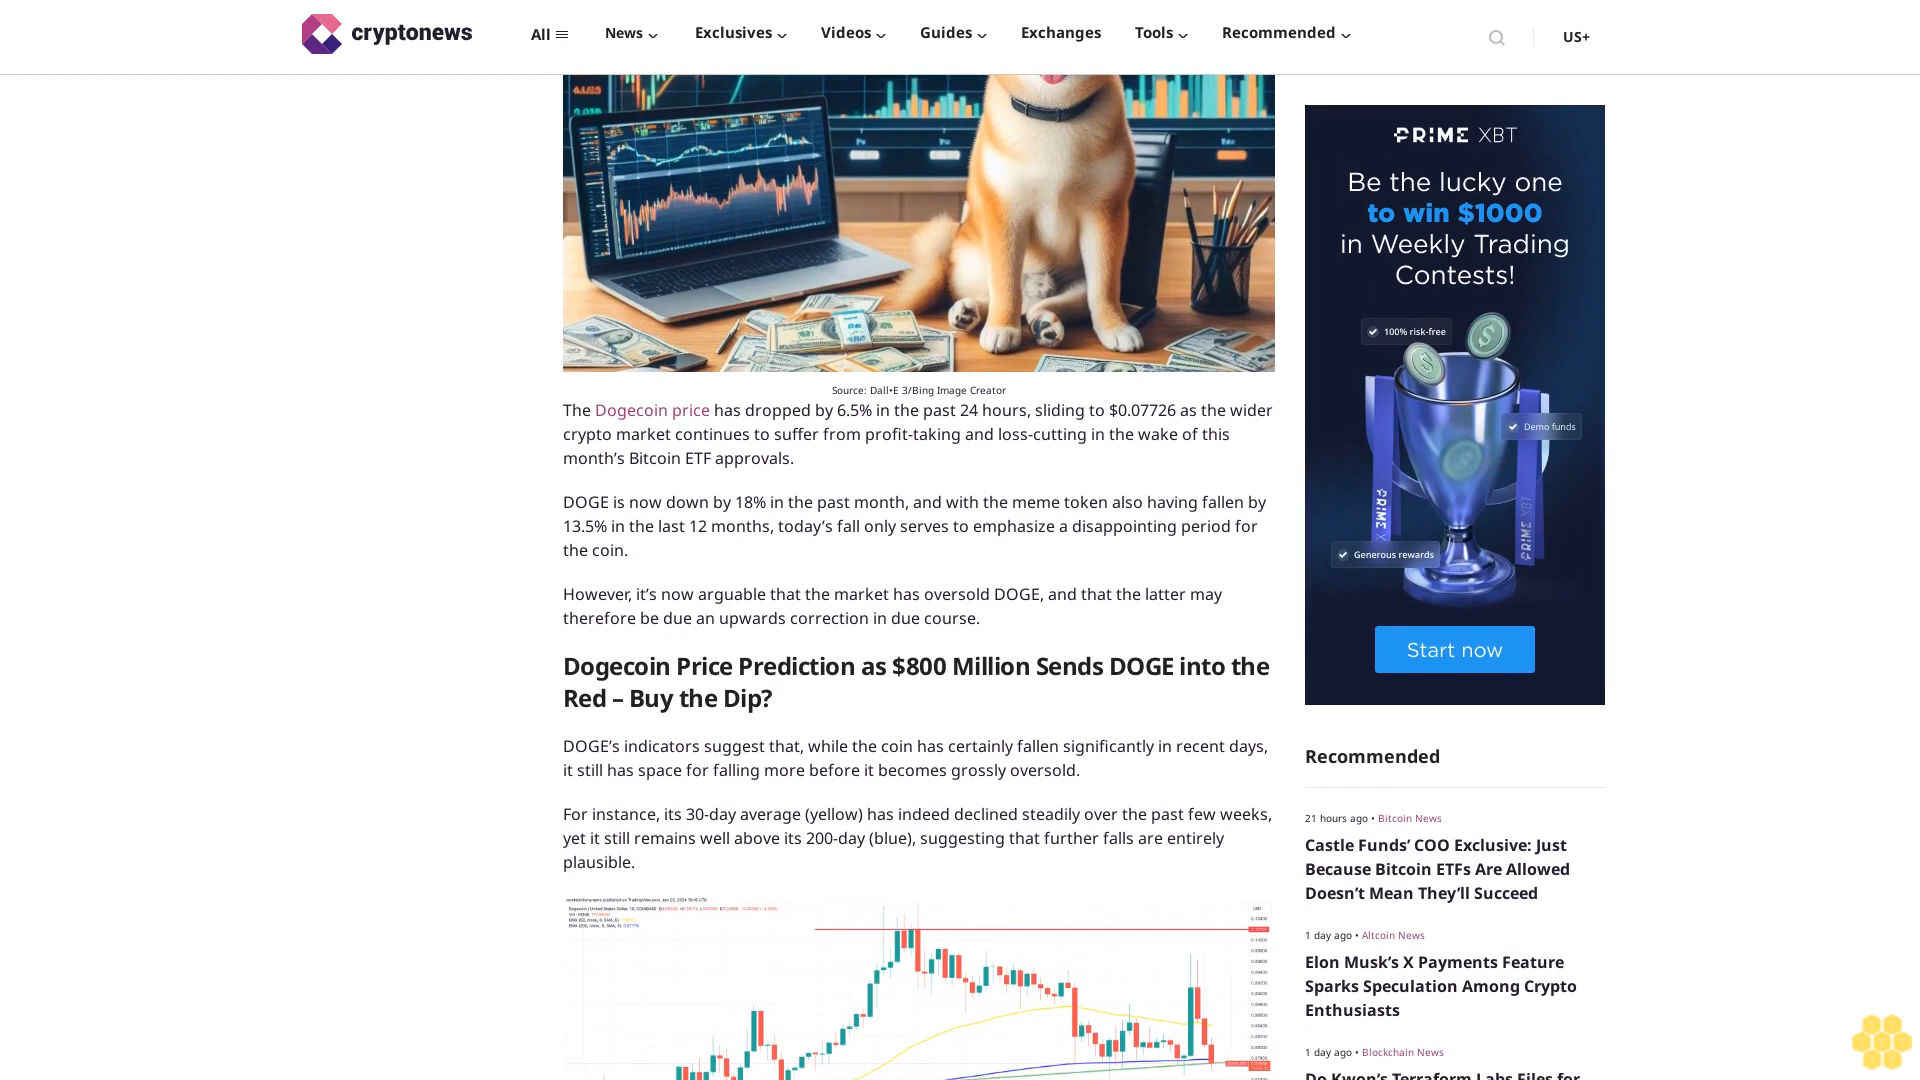 cryptonews
All
News
Exclusives
Videos
Guides
Exchanges
Tools
Recommended
US+
Source: Dall•E 3/Bing Image Creator
The Dogecoin price has dropped by 6.5% in the past 24 hours, sliding to $0.07726 as the wider
crypto market continues to suffer from profit-taking and loss-cutting in the wake of this
month’s Bitcoin ETF approvals.
DOGE is now down by 18% in the past month, and with the meme token also having fallen by
13.5% in the last 12 months, today’s fall only serves to emphasize a disappointing period for
the coin.
However, it’s now arguable that the market has oversold DOGE, and that the latter may
therefore be due an upwards correction in due course.
Dogecoin Price Prediction as $800 Million Sends DOGE into the
Red – Buy the Dip?
DOGE’s indicators suggest that, while the coin has certainly fallen significantly in recent days,
it still has space for falling more before it becomes grossly oversold.
For instance, its 30-day average (yellow) has indeed declined steadily over the past few weeks,
yet it still remains well above its 200-day (blue), suggesting that further falls are entirely
plausible.
PRIME XBT
Be the lucky one
to win $1000
in Weekly Trading
Contests!
100% risk-free
Demo funds
PRIME X
PRIME XBT
Generous rewards
Start now
Recommended
21 hours ago • Bitcoin News
Castle Funds’ COO Exclusive: Just
Because Bitcoin ETFs Are Allowed
Doesn’t Mean They’ll Succeed
1 day ago • Altcoin News
Elon Musk’s X Payments Feature
Sparks Speculation Among Crypto
Enthusiasts
1 day ago • Blockchain News
Do Kwon’s Terraform Labs Files for